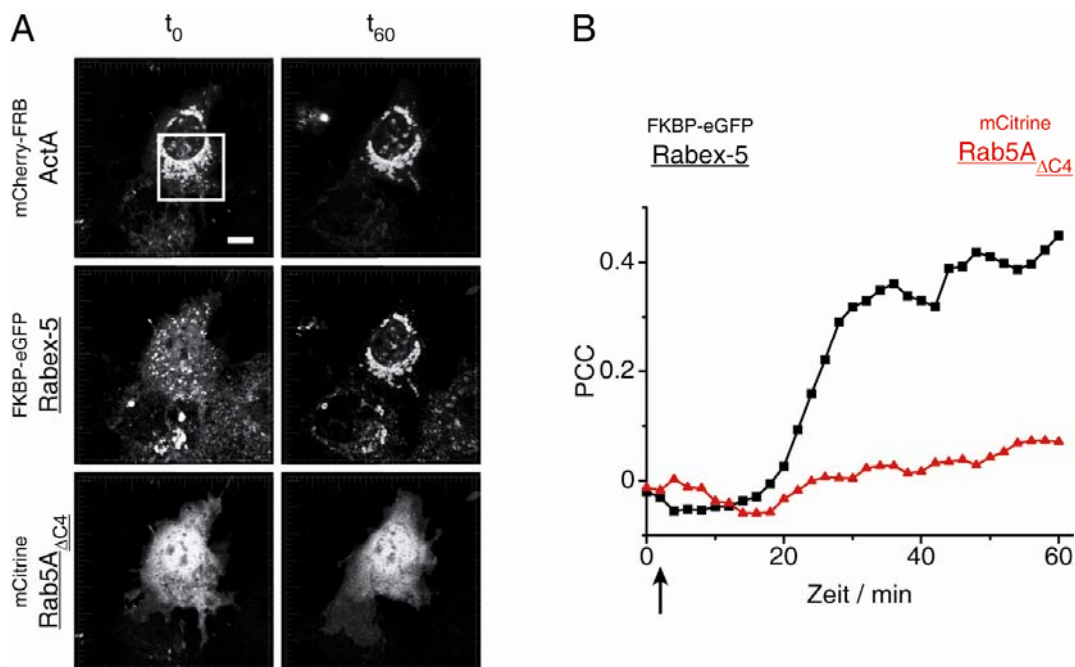 A
t0
t60
mCherry-FRB
ActA
FKBP-eGFP
Rabex-5
mCitrine
Rab5AΔC4
B
FKBP-eGFP
Rabex-5
mCitrine
Rab5AΔC4
PCC
0.4
0.2
0
0
20
40
60
Zeit / min